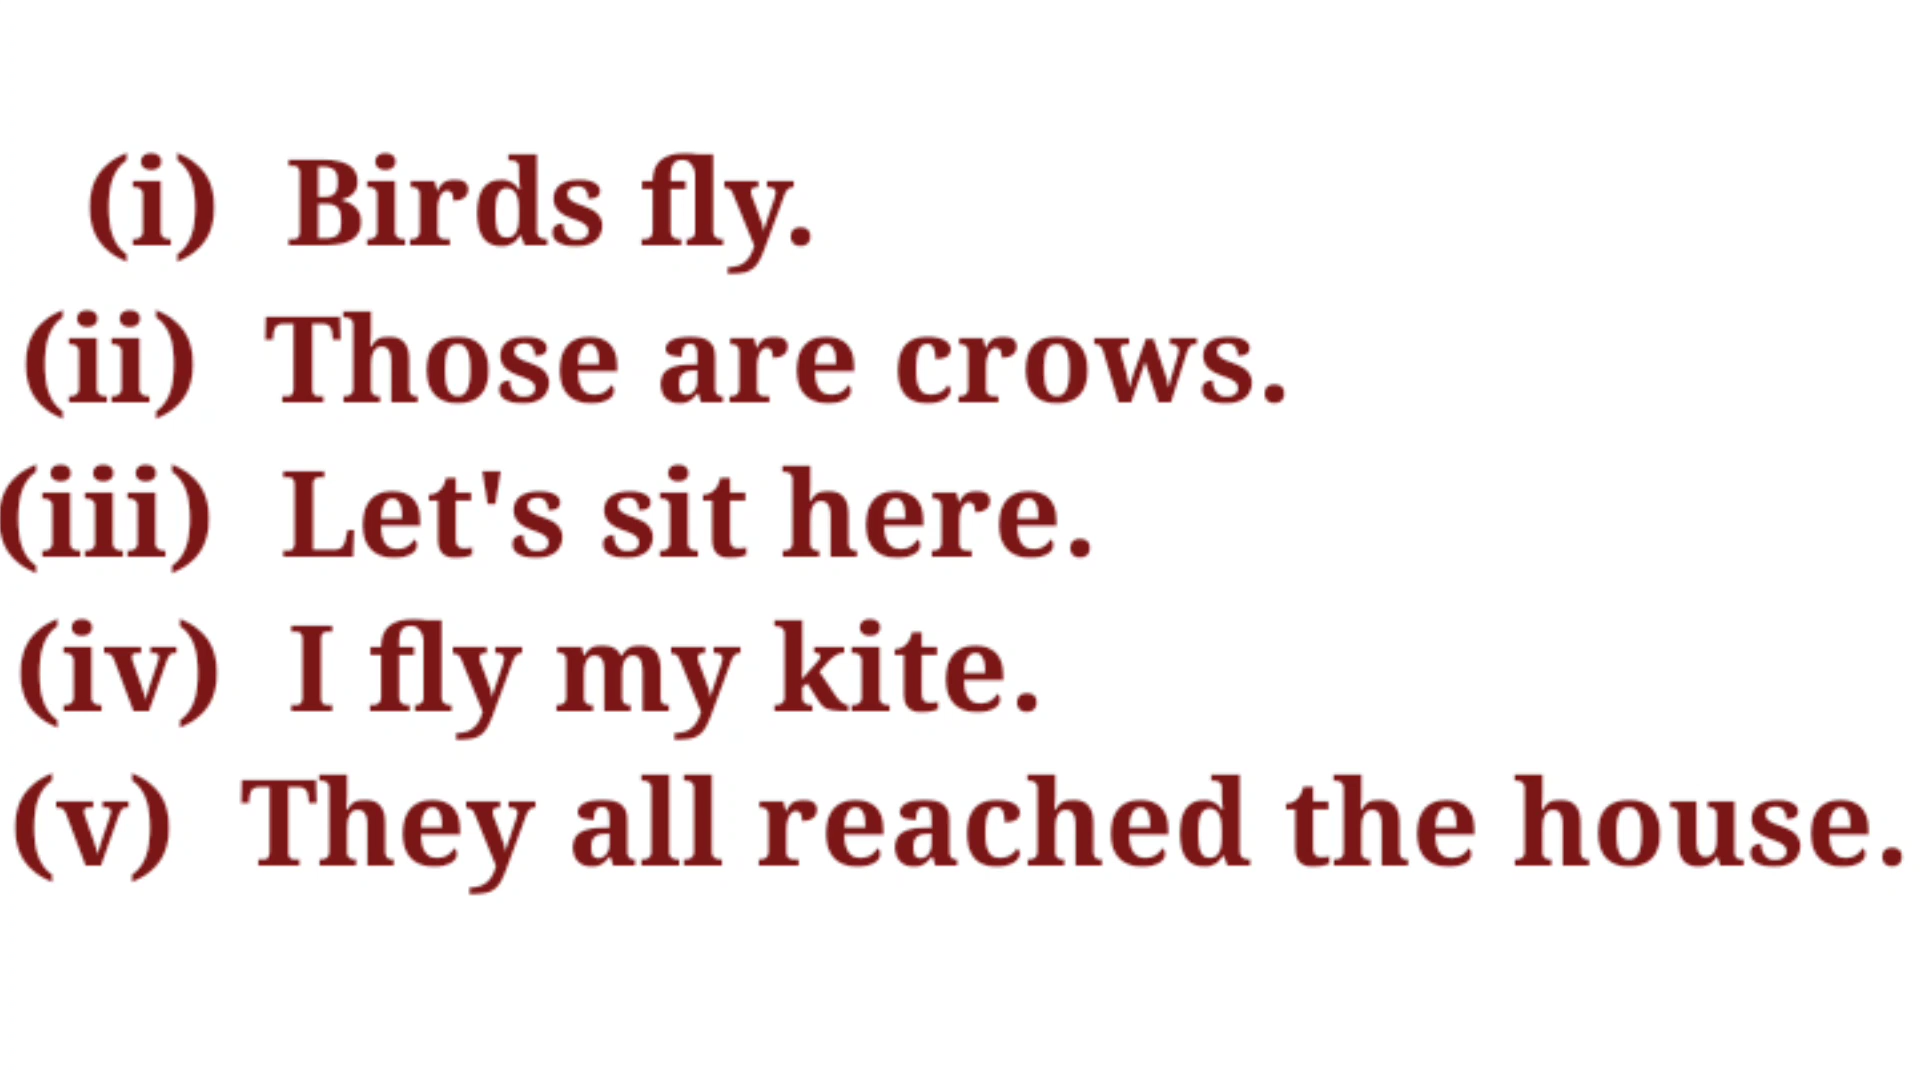 (i) Birds fly.
(ii) Those are crows.
(iii) Let's sit here.
(iv) I fly my kite.
(v) They all reached the house.